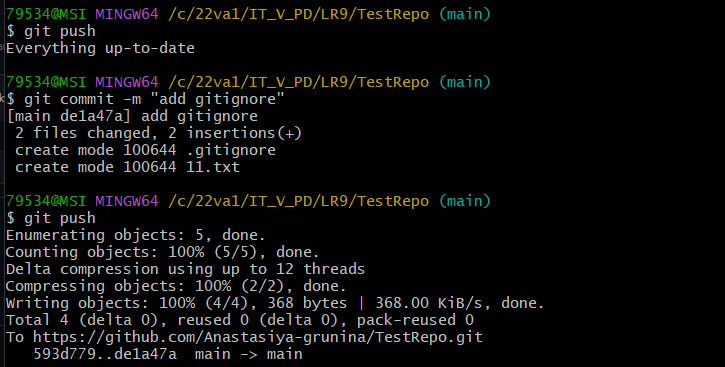 79534@MSI MINGW64 /c/22va1/IT_V_PD/LR9/TestRepo (main)
$ git push
Everything up-to-date
79534@MSI MINGW64 /c/22va1/IT_V_PD/LR9/TestRepo (main)
$ git commit -m "add gitignore"
[main de1a47a] add gitignore
 2 files changed, 2 insertions(+)
 create mode 100644 .gitignore
 create mode 100644 11.txt
79534@MSI MINGW64 /c/22va1/IT_V_PD/LR9/TestRepo (main)
$ git push
Enumerating objects: 5, done.
Counting objects: 100% (5/5), done.
Delta compression using up to 12 threads
Compressing objects: 100% (2/2), done.
Writing objects: 100% (4/4), 368 bytes | 368.00 KiB/s, done.
Total 4 (delta 0), reused 0 (delta 0), pack-reused 0
To https://github.com/Anastasiya-grunina/TestRepo.git
   593d779..de1a47a  main -> main